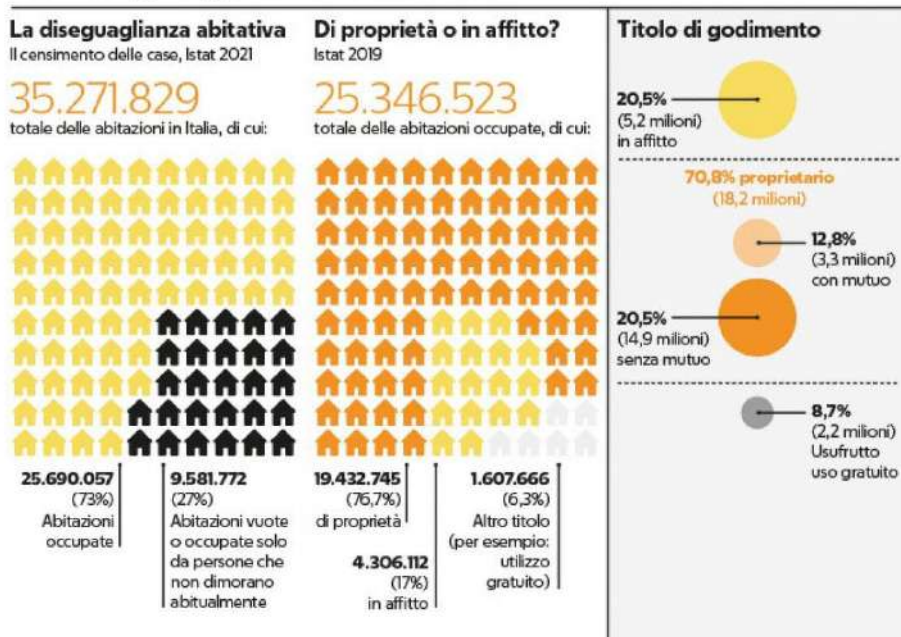 La diseguaglianza abitativa
Il censimento delle case, Istat 2021
35.271.829
totale delle abitazioni in Italia, di cui:
25.690.057
(73%)
Abitazioni
occupate
9.581.772
(27%)
Abitazioni vuote
o occupate solo
da persone che
non dimorano
abitualmente
Di proprietà o in affitto?
Istat 2019
25.346.523
totale delle abitazioni occupate, di cui:
19.432.745
(76,7%)
di proprietà
4.306.112
(17%)
in affitto
1.607.666
(6,3%)
Altro titolo
(per esempio:
utilizzo
gratuito)
Titolo di godimento
20,5%
(5,2 milioni)
in affitto
70,8% proprietario
(18,2 milioni)
12,8%
(3,3 milioni)
con mutuo
20,5%
(14,9 milioni)
senza mutuo
8,7%
(2,2 milioni)
Usufrutto
uso gratuito